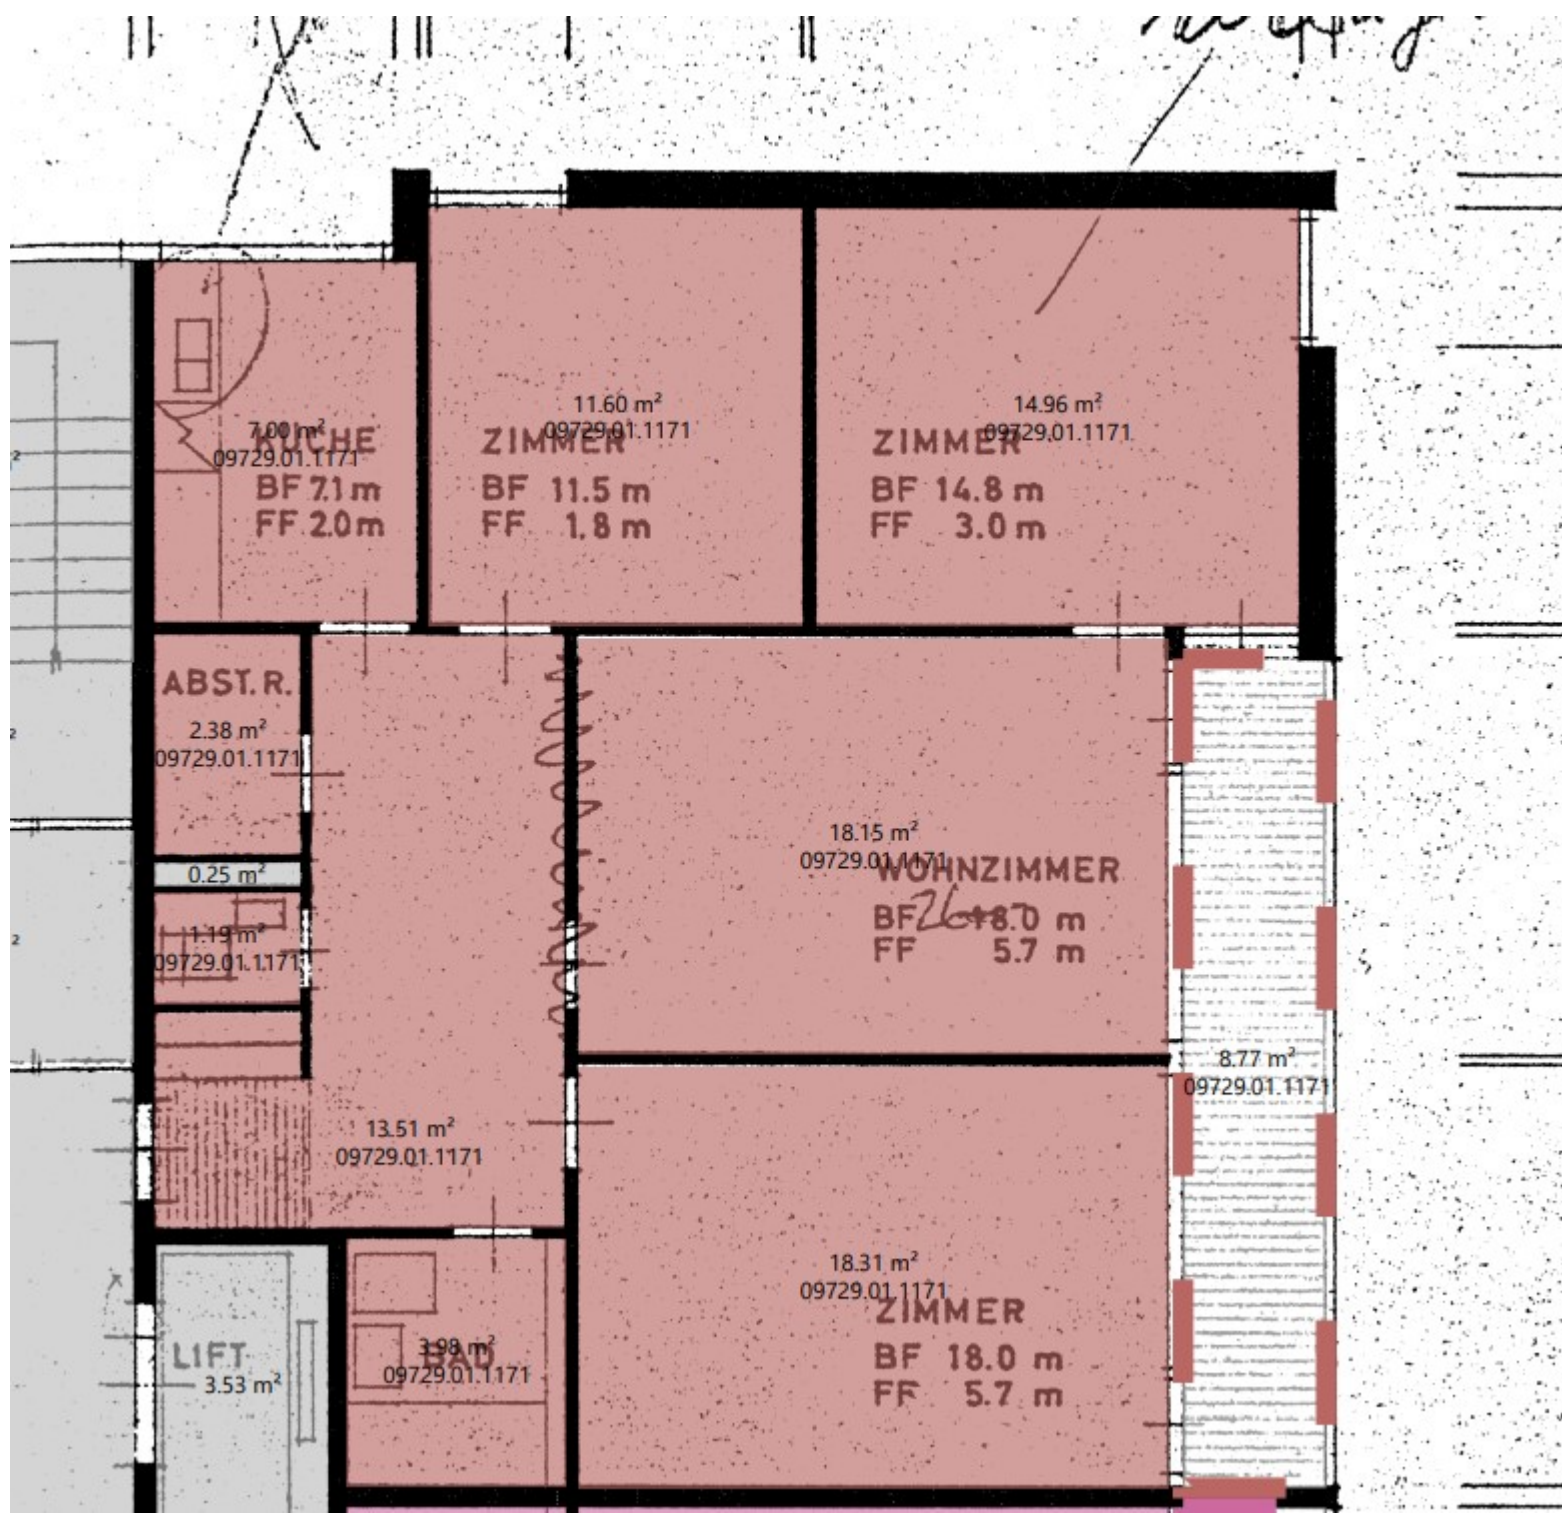 KÜCHE
7.00 m²
09729.01.1171
BF 7.1 m
FF 2.0 m
11.60 m²
09729.01.1171
ZIMMER
BF 11.5 m
FF 1.8 m
14.96 m²
09729.01.1171
ZIMMER
BF 14.8 m
FF 3.0 m
ABST. R.
2.38 m²
09729.01.1171
0.25 m²
1.19 m²
09729.01.1171
18.15 m²
09729.01.1171
WOHNZIMMER
BF 26 18.0 m
FF 5.7 m
8.77 m²
09729.01.1171
13.51 m²
09729.01.1171
18.31 m²
09729.01.1171
ZIMMER
BF 18.0 m
FF 5.7 m
LIFT
3.53 m²
3.98 m²
BAD
09729.01.1171